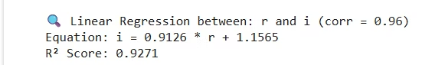 🔍 Linear Regression between: r and i (corr = 0.96)
Equation: i = 0.9126 * r + 1.1565
R² Score: 0.9271